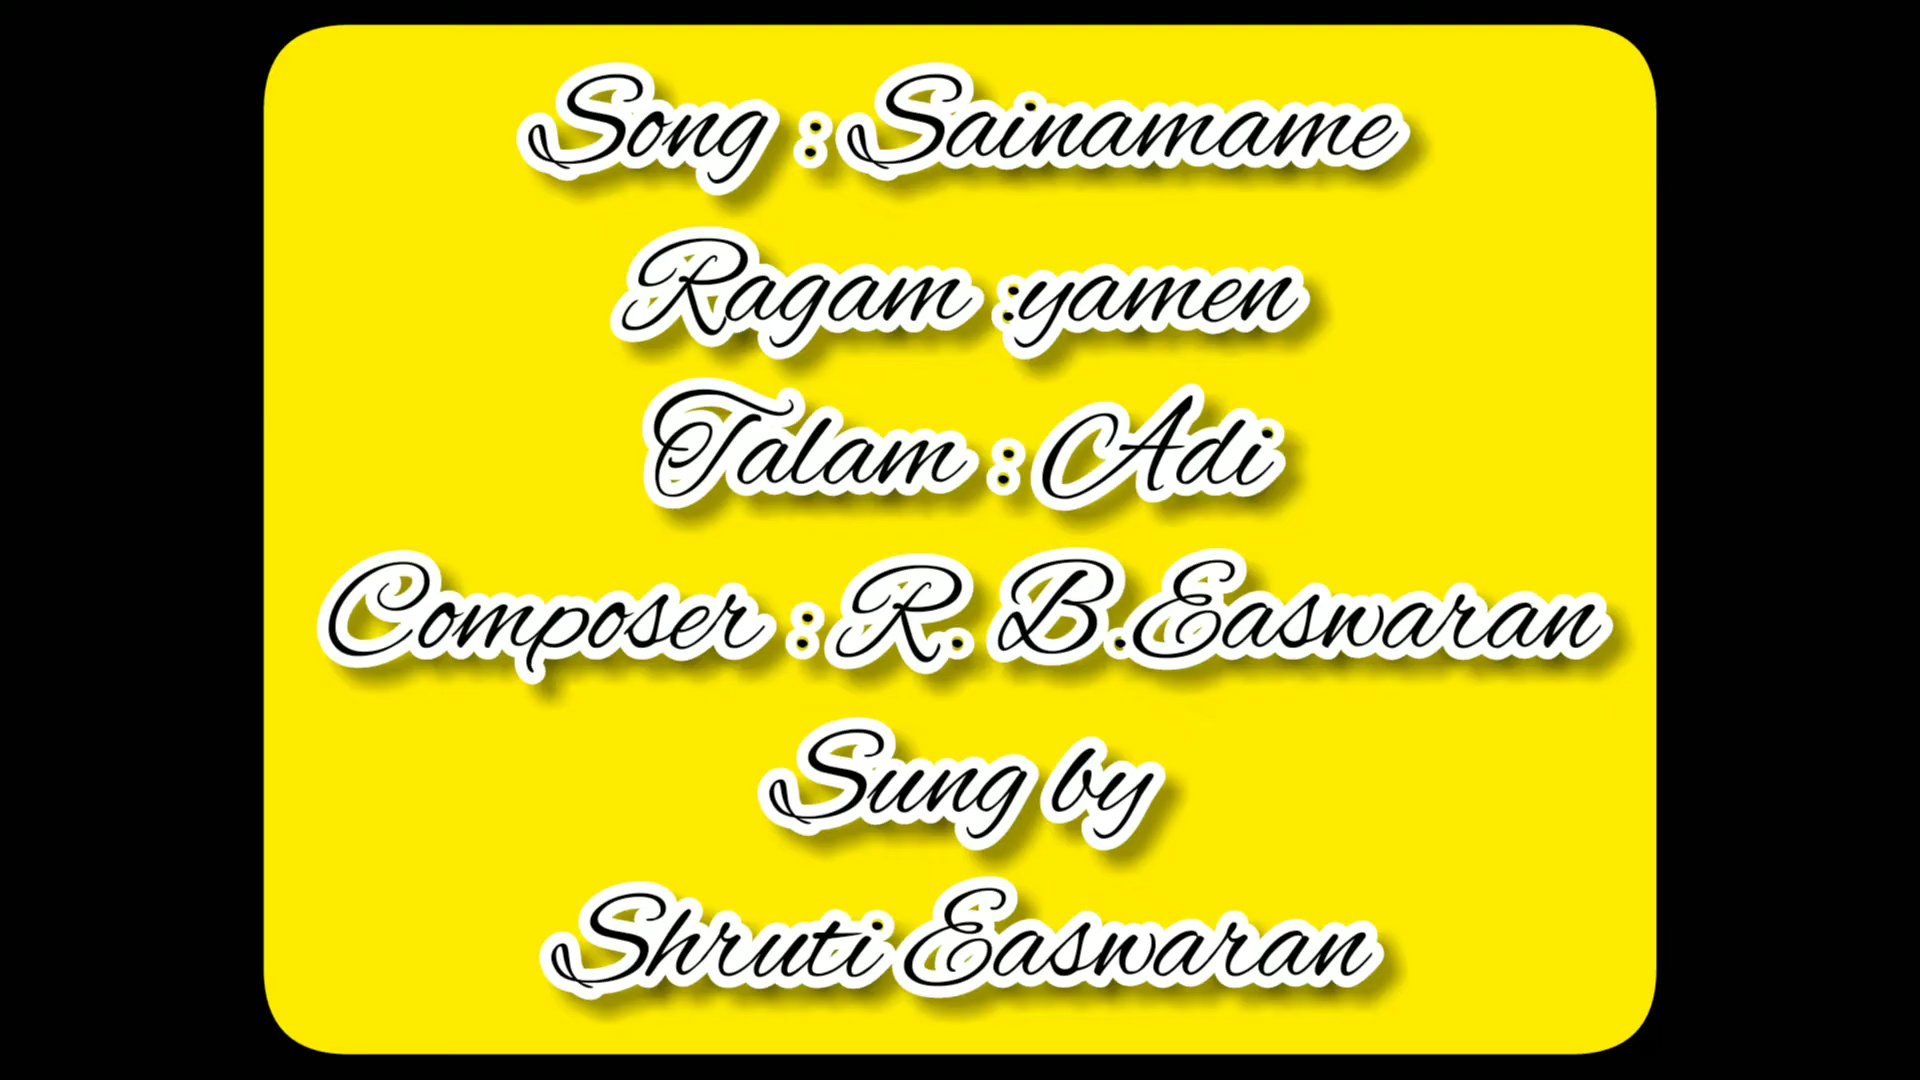 Song : Sainamame
Ragam :yamen
Talam : Adi
Composer : R. B.Easwaran
Sung by
Shruti Easwaran